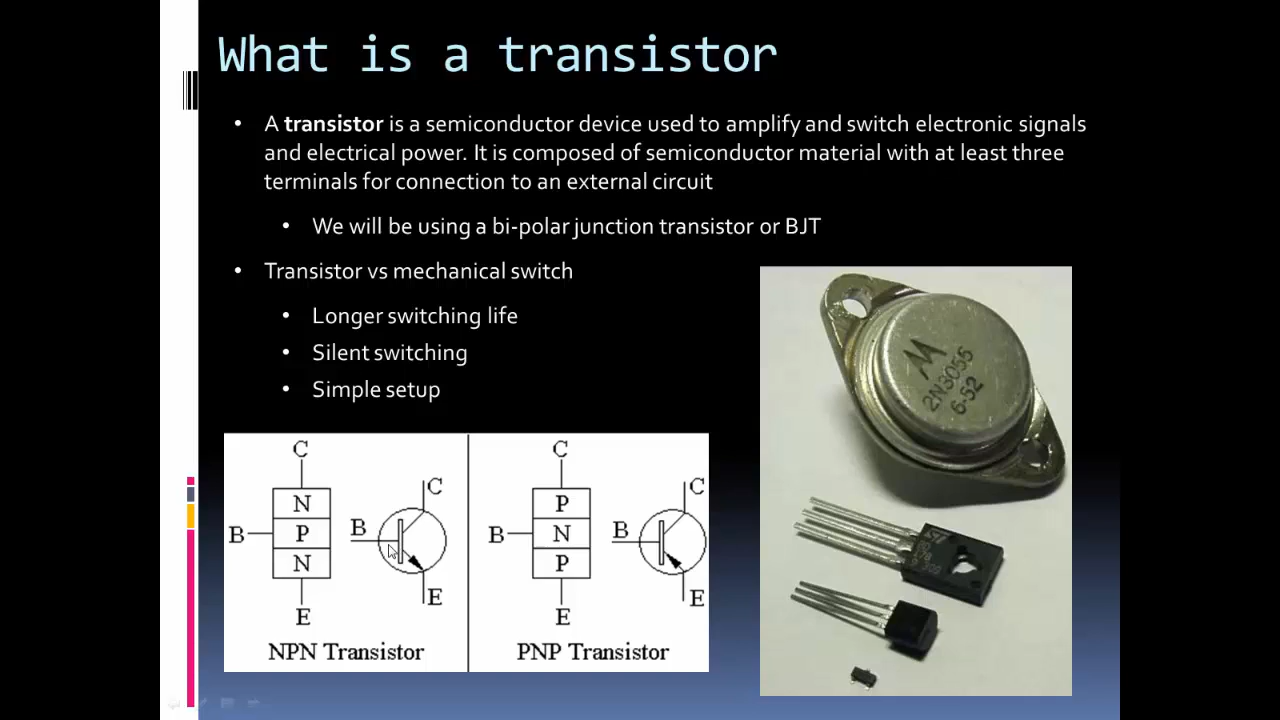 What is a transistor
• A transistor is a semiconductor device used to amplify and switch electronic signals
and electrical power. It is composed of semiconductor material with at least three
terminals for connection to an external circuit
• We will be using a bi-polar junction transistor or BJT
• Transistor vs mechanical switch
• Longer switching life
• Silent switching
• Simple setup
C
N
B
P
N
E
C
B
E
NPN Transistor
C
P
B
N
P
E
C
B
E
PNP Transistor
2N3055
6-52